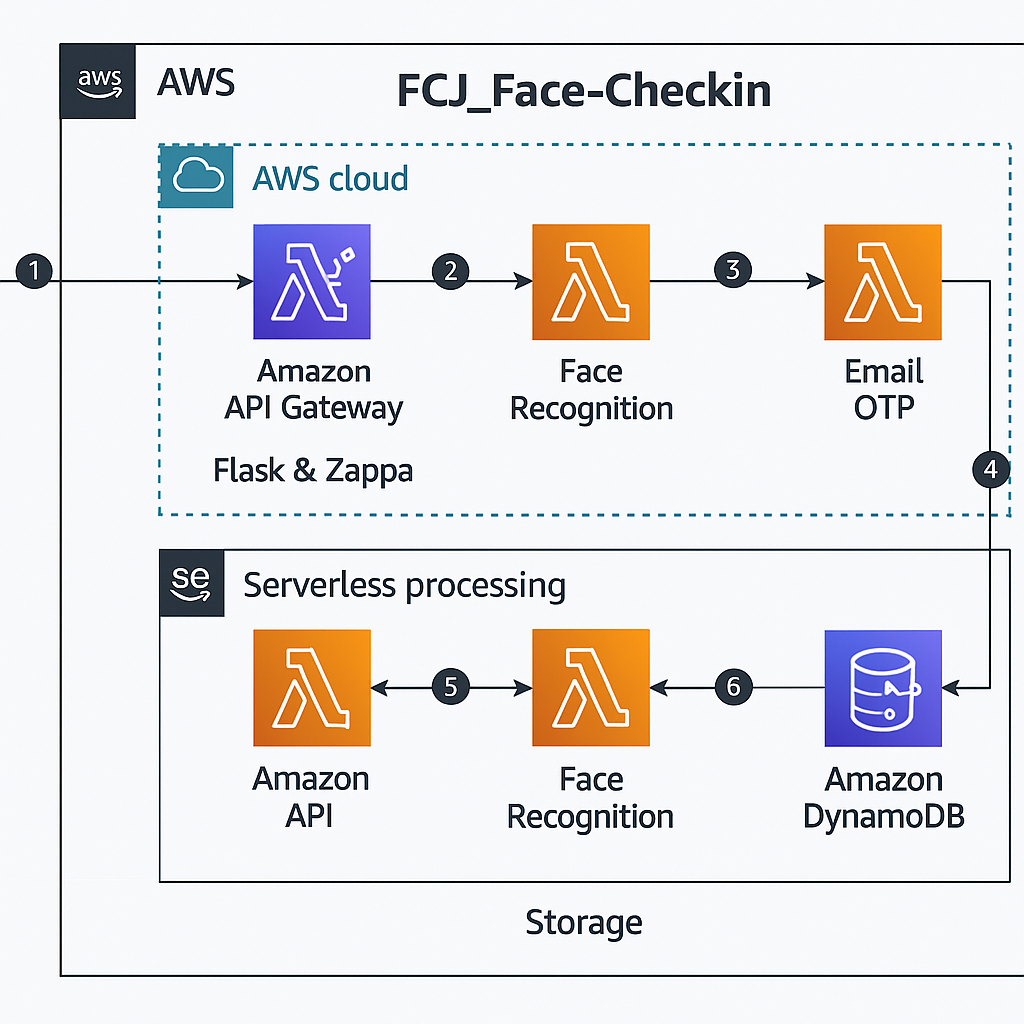 aws
AWS
FCJ_Face-Checkin
AWS cloud
1
2
3
Amazon
API Gateway
Face
Recognition
Email
OTP
Flask & Zappa
4
se
Serverless processing
5
6
Amazon
API
Face
Recognition
Amazon
DynamoDB
Storage